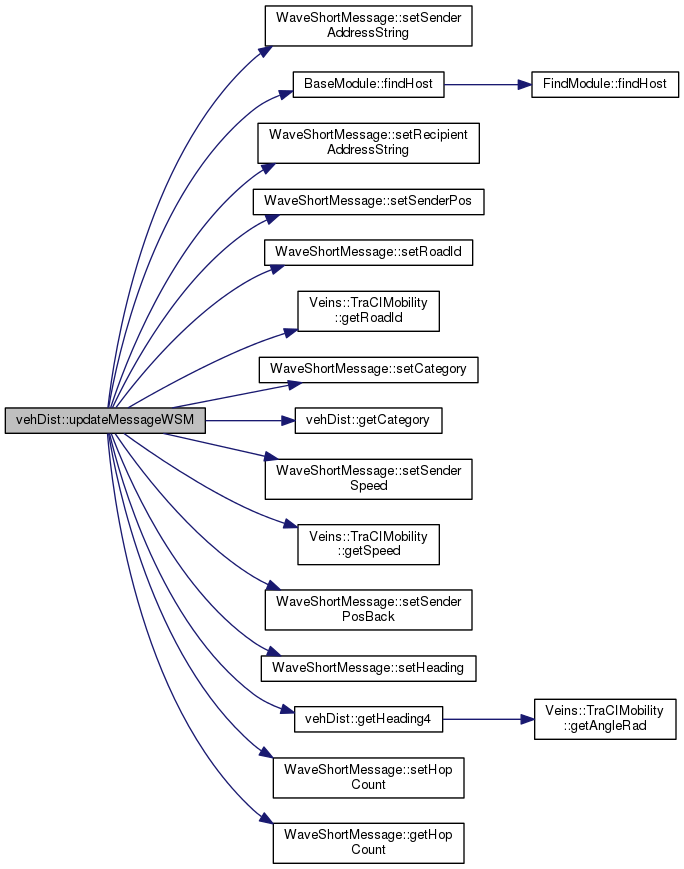 WaveShortMessage::setSender
AddressString
BaseModule::findHost
FindModule::findHost
WaveShortMessage::setRecipient
AddressString
WaveShortMessage::setSenderPos
WaveShortMessage::setRoadId
Veins::TraCIMobility
::getRoadId
WaveShortMessage::setCategory
vehDist::updateMessageWSM
vehDist::getCategory
WaveShortMessage::setSender
Speed
Veins::TraCIMobility
::getSpeed
WaveShortMessage::setSender
PosBack
WaveShortMessage::setHeading
vehDist::getHeading4
Veins::TraCIMobility
::getAngleRad
WaveShortMessage::setHop
Count
WaveShortMessage::getHop
Count